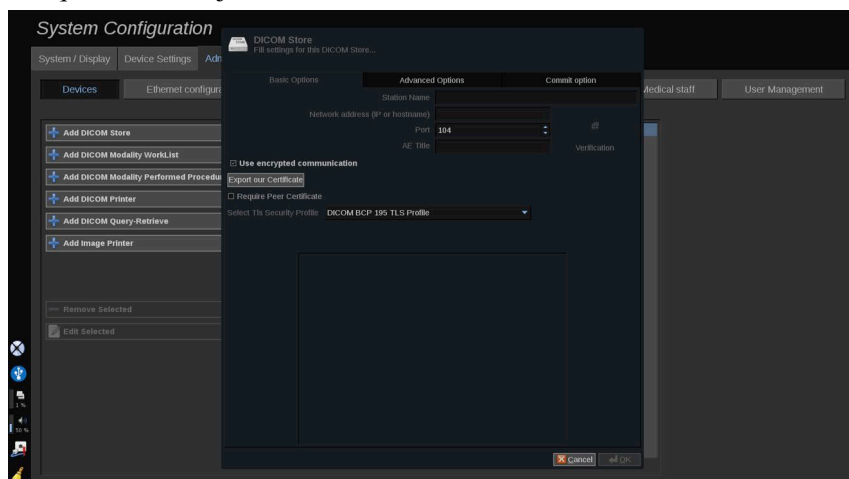 System Configuration
System / Display
Device Settings
Devices
Medical staff
User Management
Add DICOM Store
Add DICOM Modality WorkList
Add DICOM Modality Performed
Add DICOM Printer
Add DICOM Query-Retrieve
Add Image Printer
Remove Selected
Edit Selected
1 %
50 %
DICOM Store
Fill settings for this DICOM Store...
Basic Options
Advanced Options
Commit option
Station Name
Network address (IP or hostname)
Port 104
AE Title
Verification
Use encrypted communication
Export our Certificate
Require Peer Certificate
Select Tls Security Profile DICOM BCP 195 TLS Profile
Cancel
OK